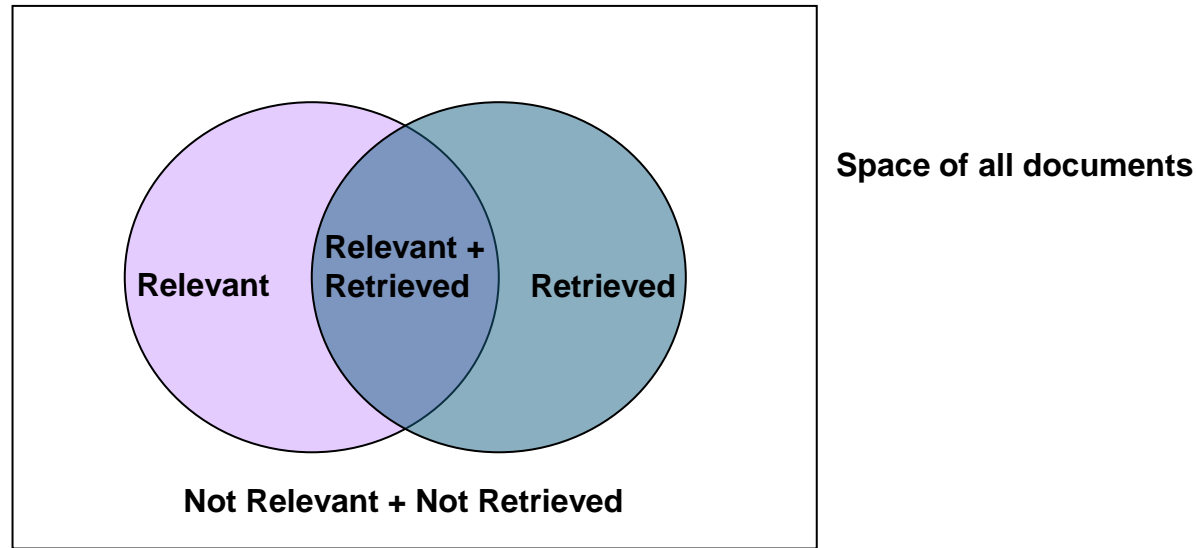 Space of all documents
Relevant +
Retrieved
Relevant
Retrieved
Not Relevant + Not Retrieved